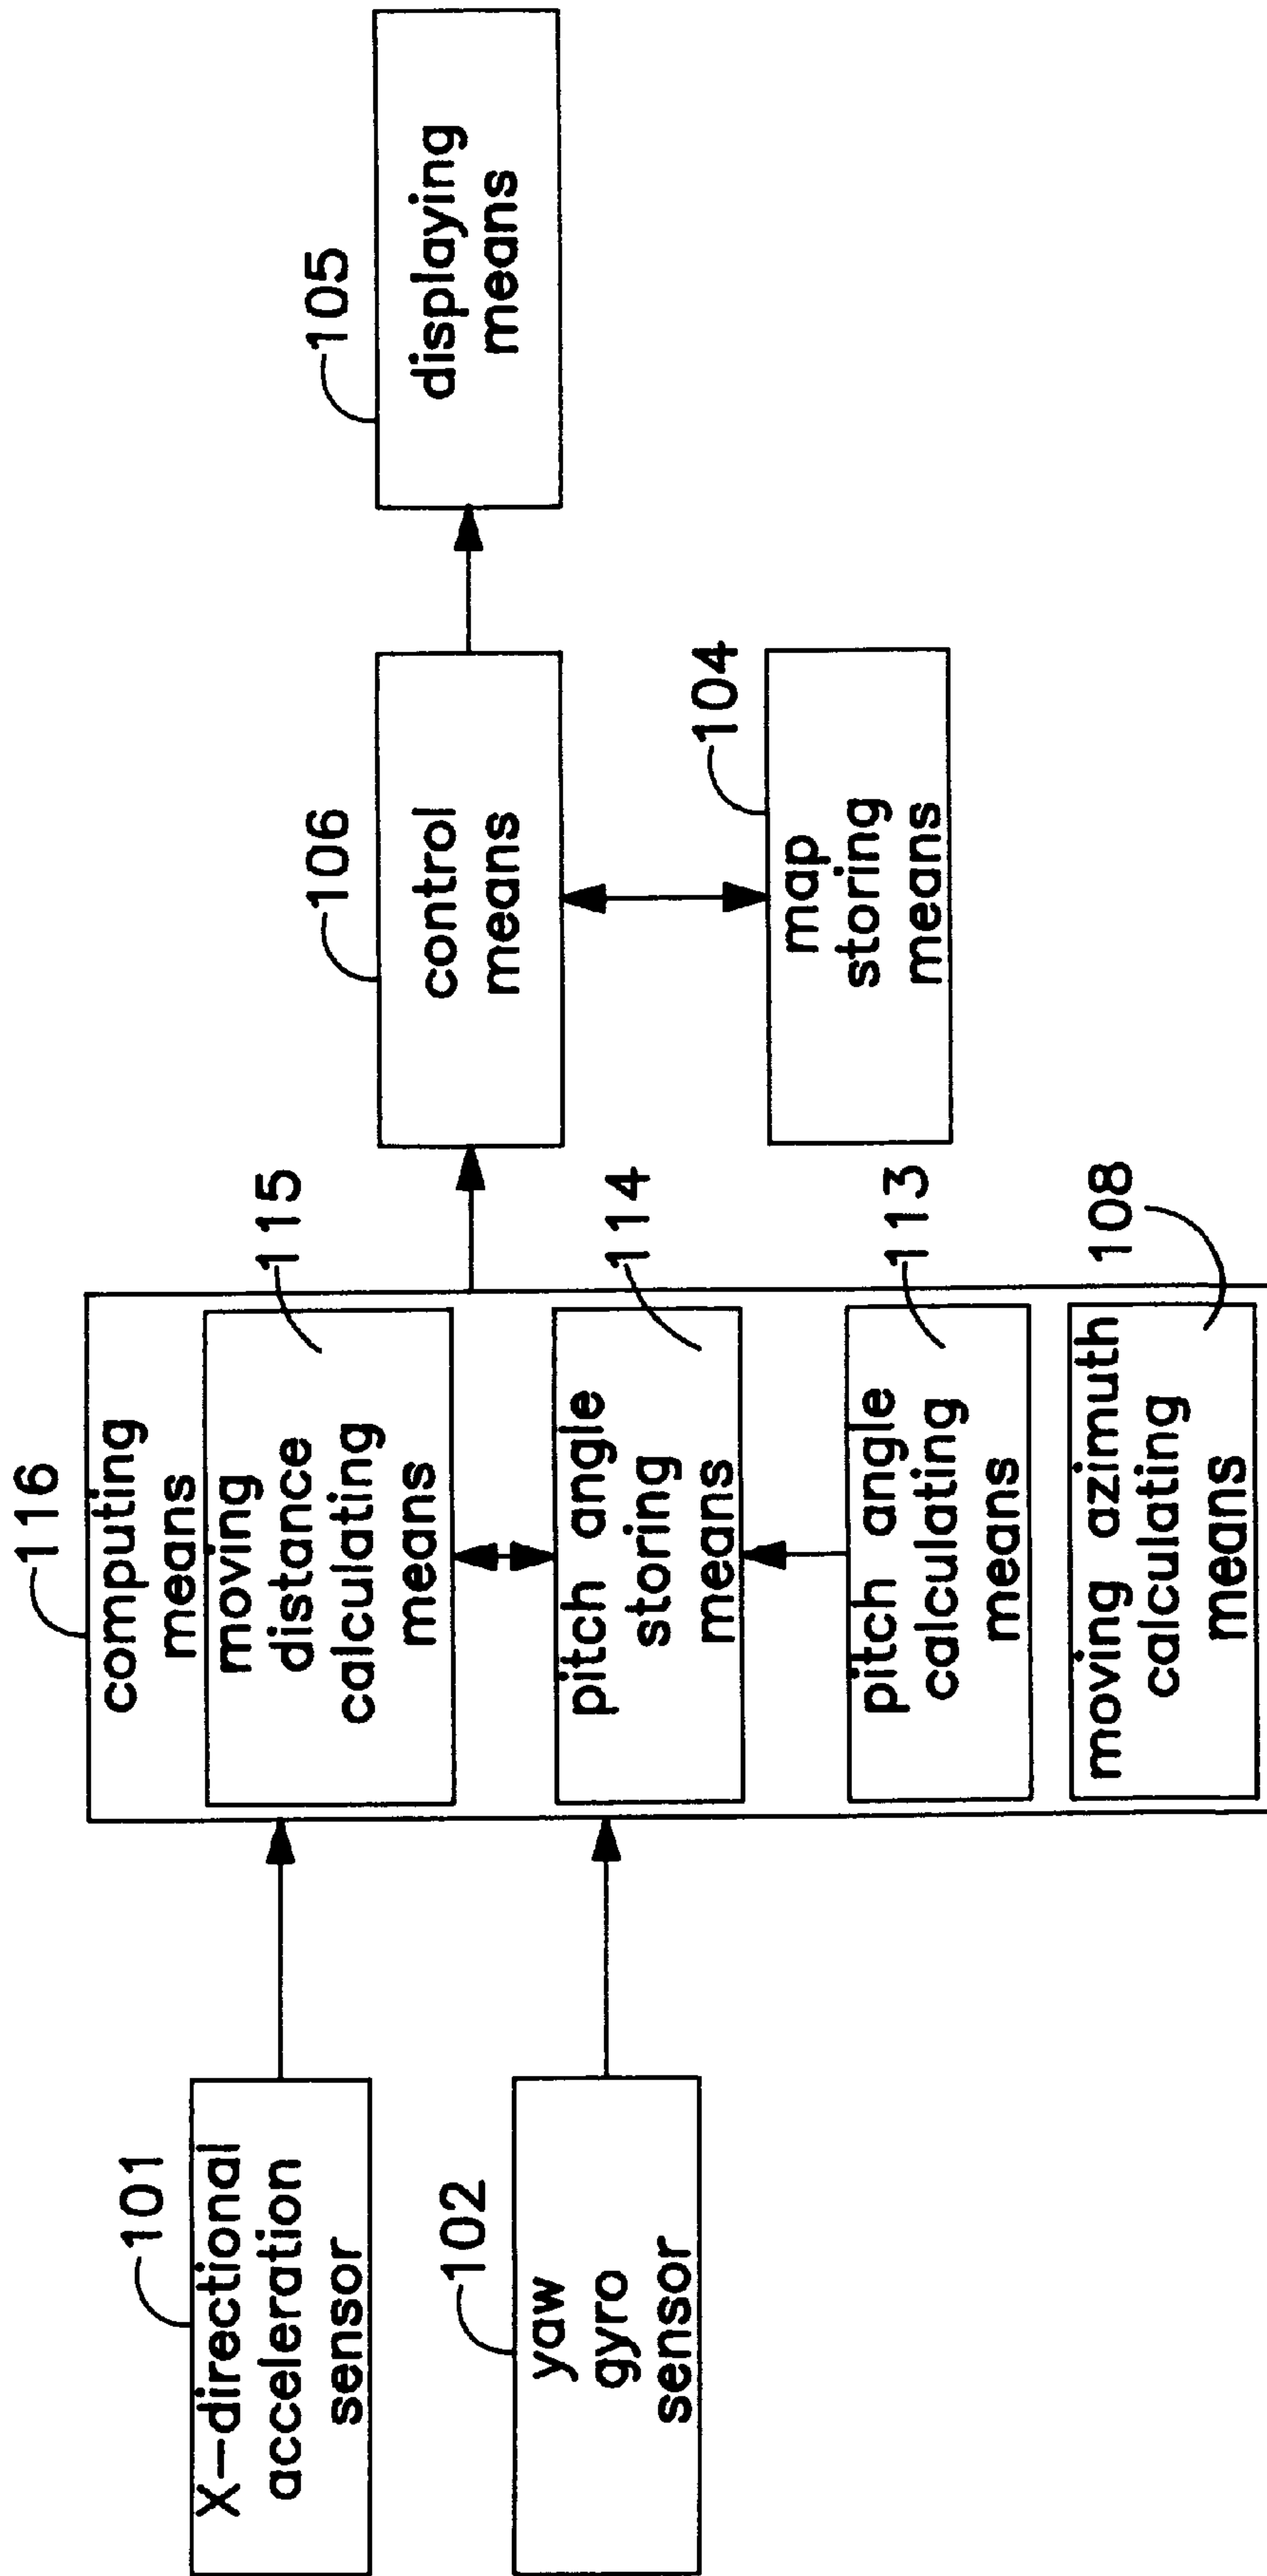 101
X-directional
acceleration
sensor
102
yaw
gyro
sensor
116
computing
means
moving
distance
calculating
means
115
pitch angle
storing
means
114
pitch angle
calculating
means
113
moving azimuth
calculating
means
108
106
control
means
104
map
storing
means
105
displaying
means